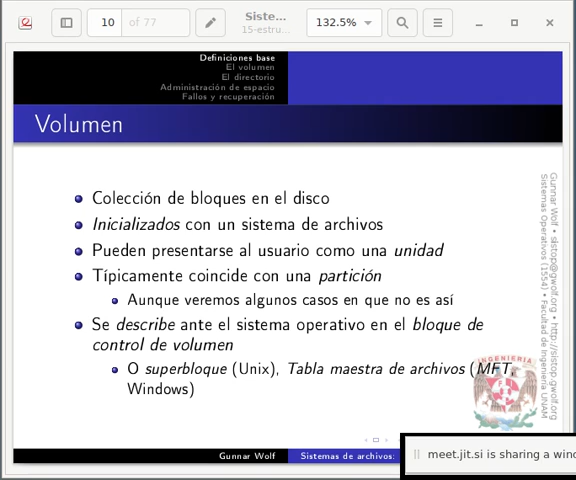 10 of 77
Siste...
15-estru...
132.5%
Definiciones base
El volumen
El directorio
Administración de espacio
Fallos y recuperación
Volumen
Colección de bloques en el disco
Inicializados con un sistema de archivos
Pueden presentarse al usuario como una unidad
Típicamente coincide con una partición
Aunque veremos algunos casos en que no es así
Se describe ante el sistema operativo en el bloque de
control de volumen
O superbloque (Unix), Tabla maestra de archivos (MFT,
Windows)
Gunnar Wolf • sistop@gwolf.org • http://sistop.gwolf.org
Sistemas Operativos (1554) • Facultad de Ingeniería UNAM
INGENIERIA
Gunnar Wolf
Sistemas de archivos:
meet.jit.si is sharing a wind